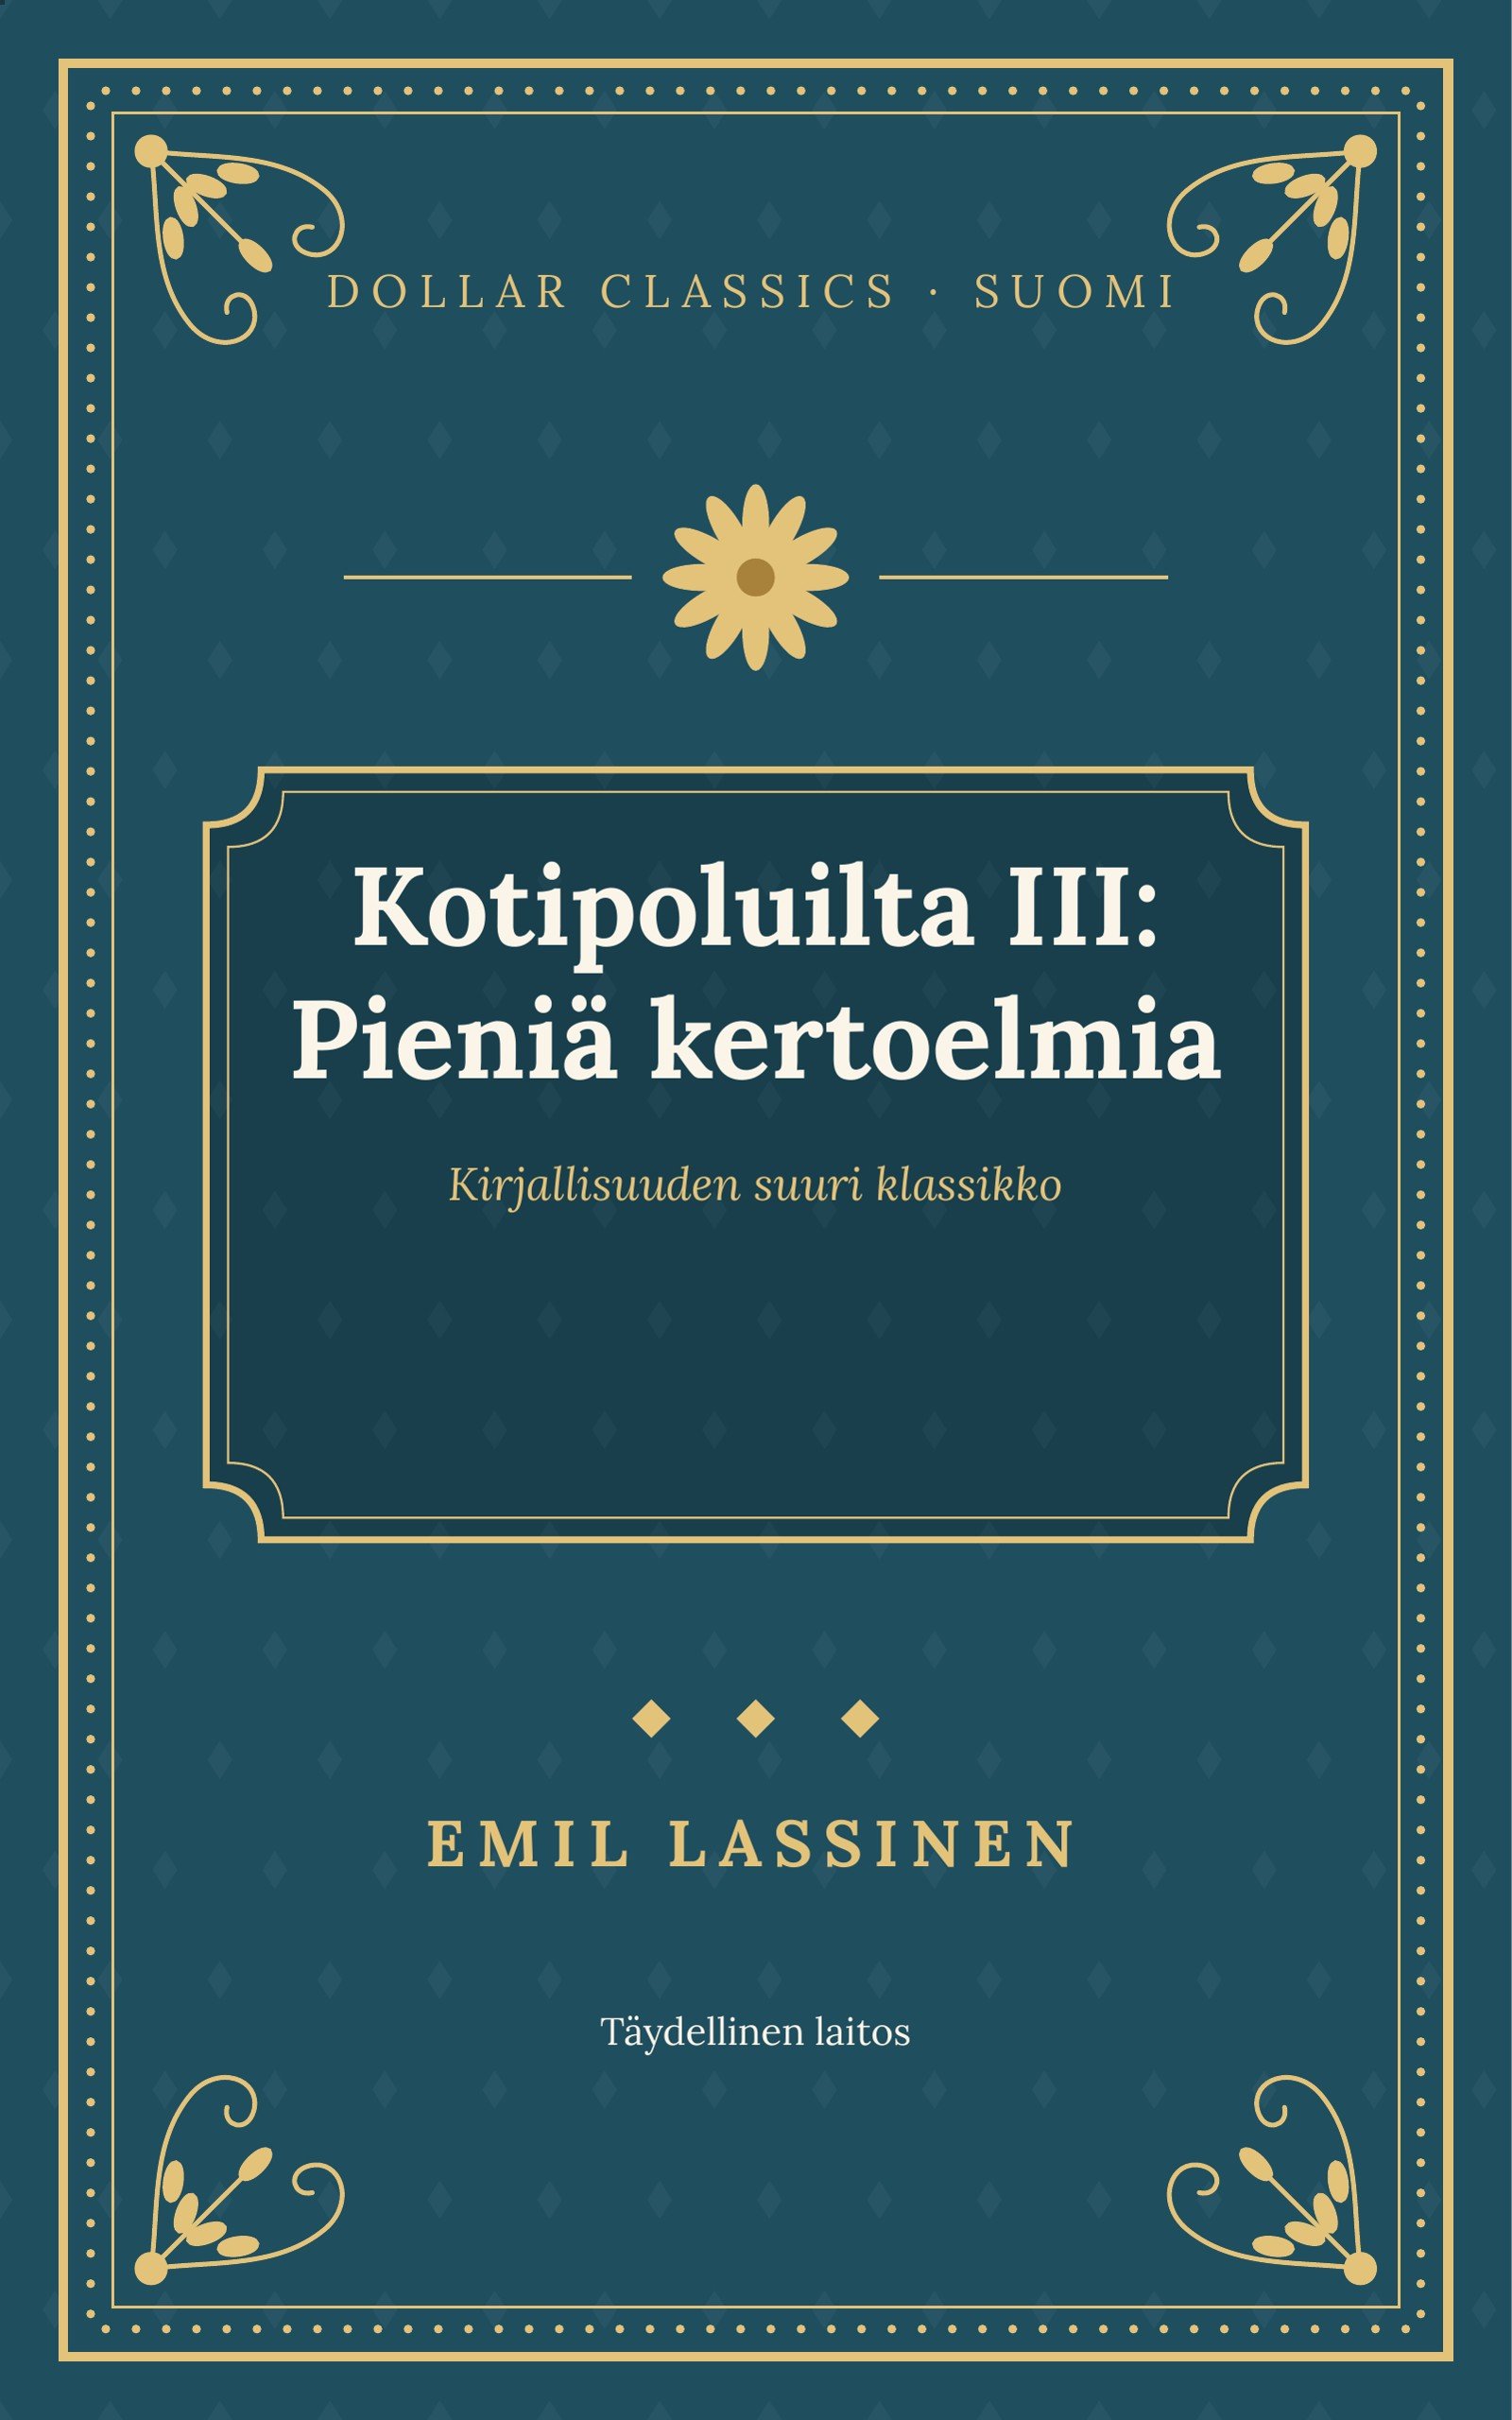 DOLLAR CLASSICS · SUOMI
Kotipoluilta III:
Pieniä kertoelmia
Kirjallisuuden suuri klassikko
EMIL LASSINEN
Täydellinen laitos